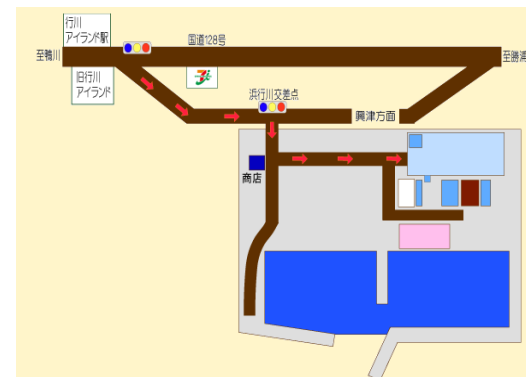 行川
アイランド駅
至鴨川
国道128号
至勝浦
旧行川
アイランド
浜行川交差点
興津方面
商店